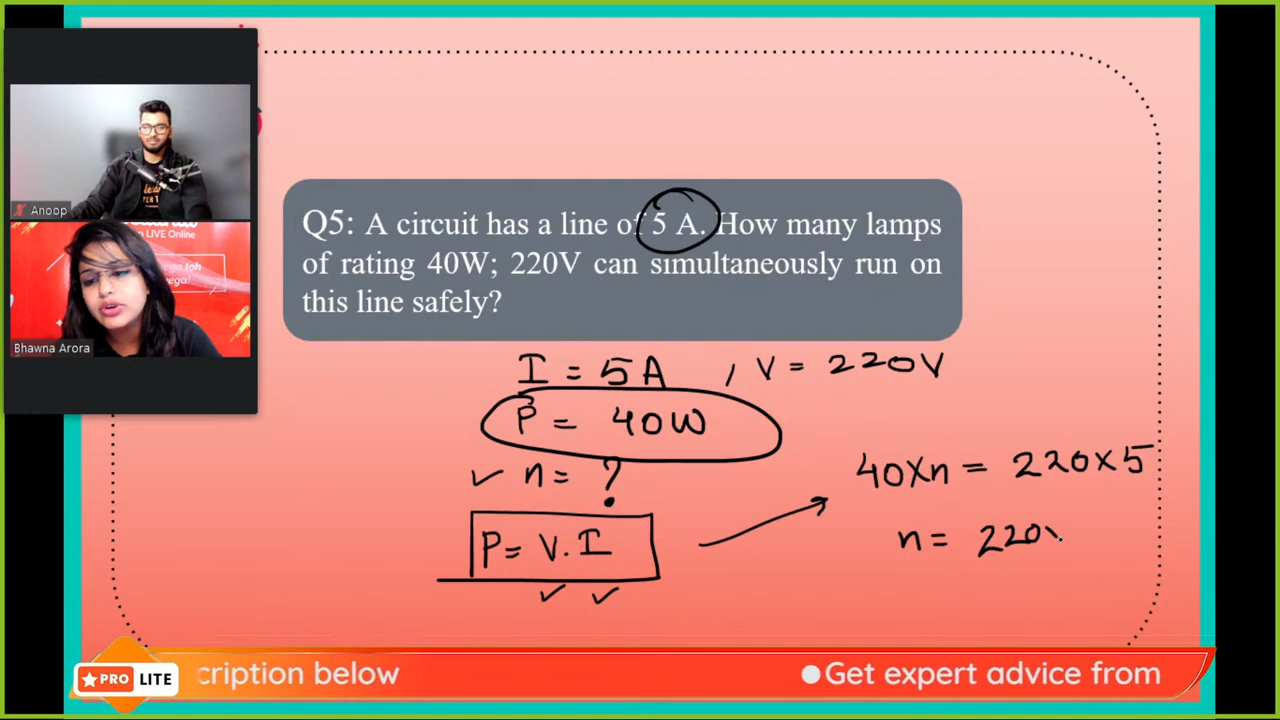 Anoop
n LIVE Online
Bhawna Arora
Q5: A circuit has a line of 5 A. How many lamps
of rating 40W; 220V can simultaneously run on
this line safely?
I = 5A , V = 220V
P = 40W
✓ n = ?
P = V.I
✓ ✓
40×n = 220×5
n = 220×
PRO LITE
cription below
●Get expert advice from